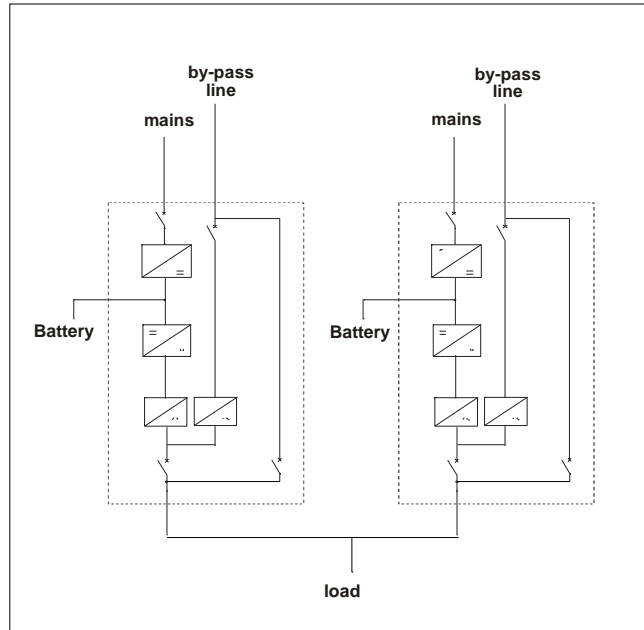 by-pass
line
mains
by-pass
line
mains
Battery
Battery
load